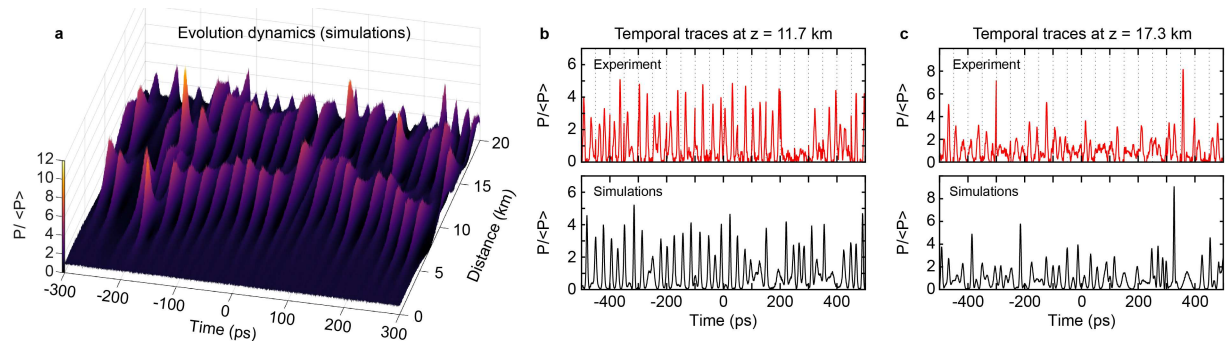 a Evolution dynamics (simulations)
12
10
8
6
4
2
0
P/ <P>
-300
-200
-100
0
100
200
300
Time (ps)
0
5
10
15
20
Distance (km)
b Temporal traces at z = 11.7 km
Experiment
6
4
2
0
P/<P>
Simulations
6
4
2
0
P/<P>
-400 -200 0 200 400
Time (ps)
c Temporal traces at z = 17.3 km
Experiment
8
6
4
2
0
P/<P>
Simulations
8
6
4
2
0
P/<P>
-400 -200 0 200 400
Time (ps)